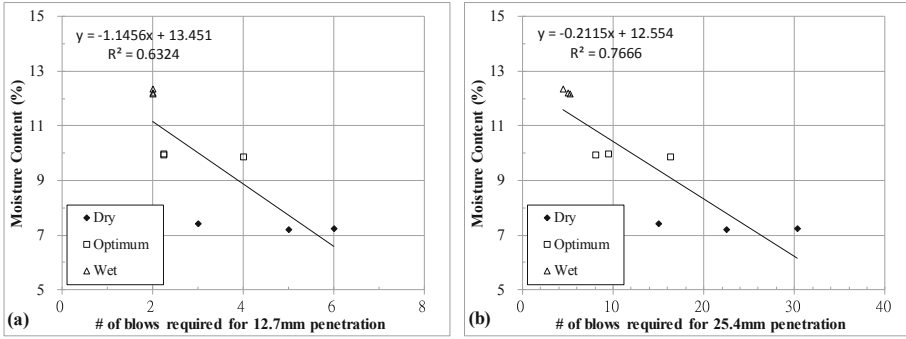 15
13
11
9
7
5
Moisture Content (%)
y = -1.1456x + 13.451
R² = 0.6324
Dry
Optimum
Wet
0 2 4 6 8
(a)
# of blows required for 12.7mm penetration
15
13
11
9
7
5
Moisture Content (%)
y = -0.2115x + 12.554
R² = 0.7666
Dry
Optimum
Wet
0 10 20 30 40
(b)
# of blows required for 25.4mm penetration